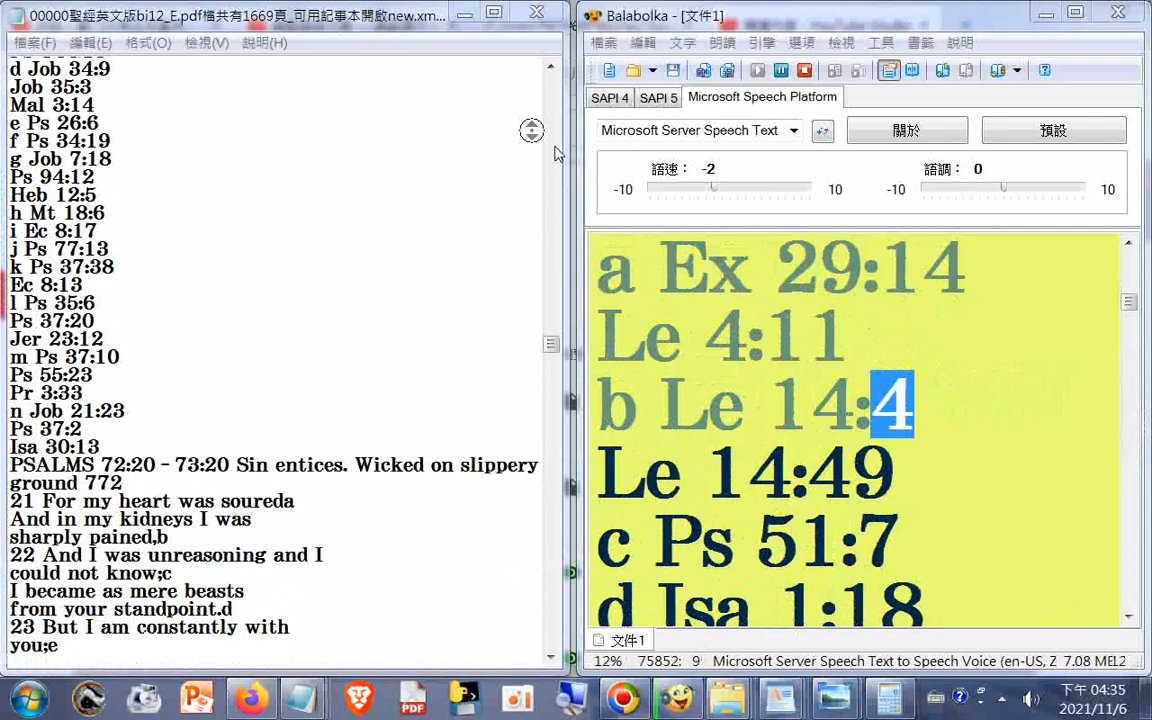 00000聖經英文版bi12_E.pdf檔共有1669頁_可用記事本開啟new.xm...
檔案(F) 編輯(E) 格式(O) 檢視(V) 說明(H)
d Job 34:9
Job 35:3
Mal 3:14
e Ps 26:6
f Ps 34:19
g Job 7:18
Ps 94:12
Heb 12:5
h Mt 18:6
i Ec 8:17
j Ps 77:13
k Ps 37:38
Ec 8:13
l Ps 35:6
Ps 37:20
Jer 23:12
m Ps 37:10
Ps 55:23
Pr 3:33
n Job 21:23
Ps 37:2
Isa 30:13
PSALMS 72:20 – 73:20 Sin entices. Wicked on slippery
ground 772
21 For my heart was soureda
And in my kidneys I was
sharply pained,b
22 And I was unreasoning and I
could not know;c
I became as mere beasts
from your standpoint.d
23 But I am constantly with
you;e
Balabolka - [文件1]
檔案 編輯 文字 朗讀 引擎 選項 檢視 工具 書籤 說明
SAPI 4 SAPI 5 Microsoft Speech Platform
Microsoft Server Speech Text 關於 預設
語速： -2 語調： 0
-10 10 -10 10
a Ex 29:14
Le 4:11
b Le 14:4
Le 14:49
c Ps 51:7
d Isa 1:18
文件1
12% 75852: 9 Microsoft Server Speech Text to Speech Voice (en-US, Z 7.08 ME12
PDF
下午 04:35
2021/11/6